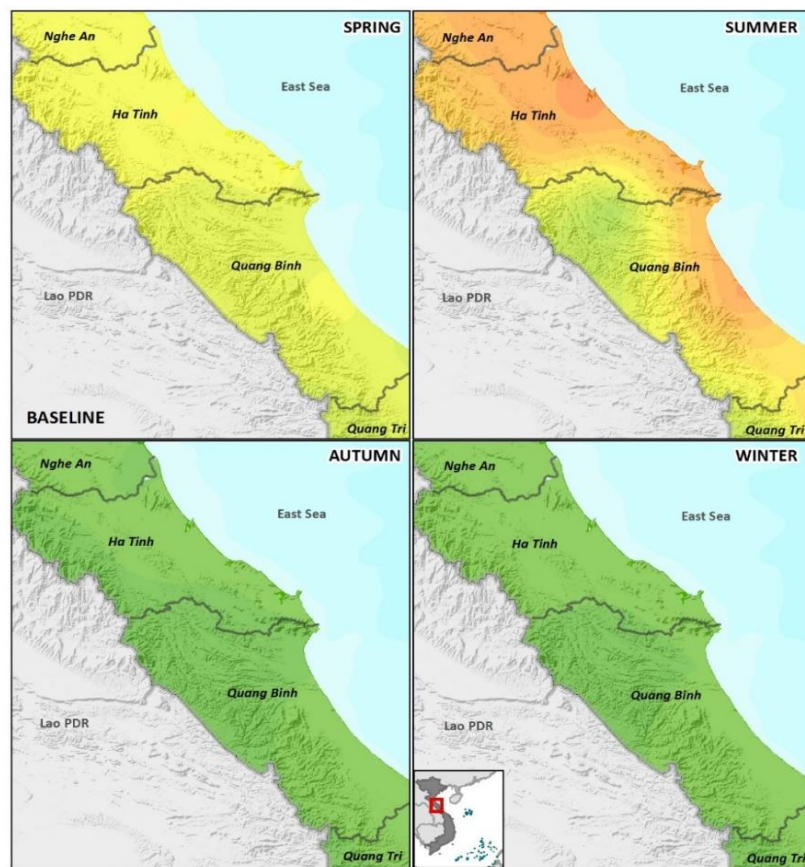 SPRING
Nghe An
East Sea
Ha Tinh
Quang Binh
Lao PDR
BASELINE
Quang Tri
SUMMER
Nghe An
East Sea
Ha Tinh
Quang Binh
Lao PDR
Quang Tri
AUTUMN
Nghe An
East Sea
Ha Tinh
Quang Binh
Lao PDR
Quang Tri
WINTER
Nghe An
East Sea
Ha Tinh
Quang Binh
Lao PDR
Quang Tri